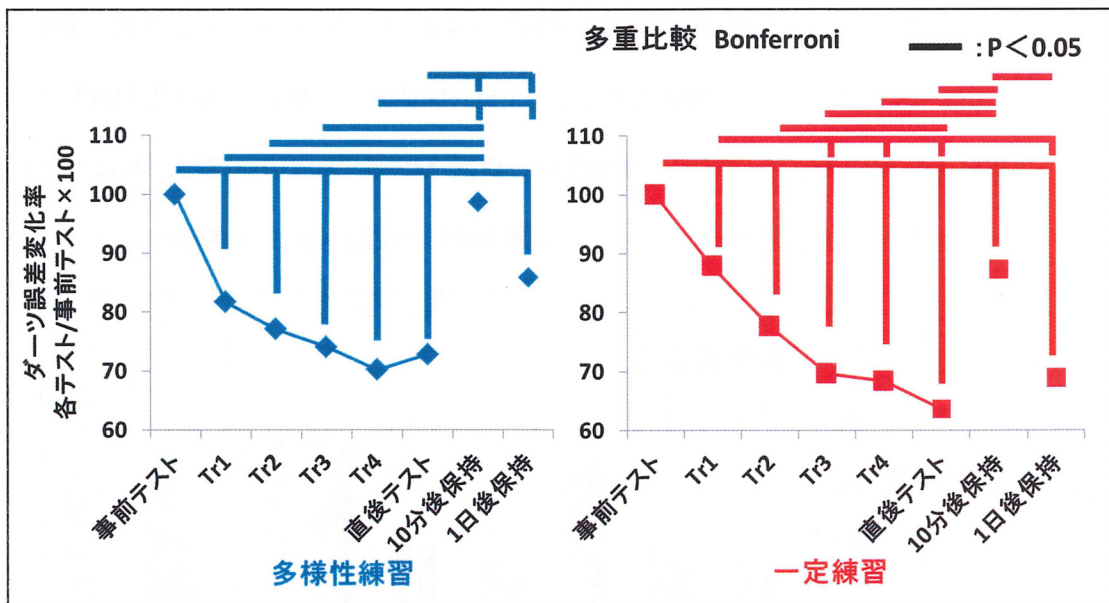 多重比較 Bonferroni
:P＜0.05
ダーツ誤差変化率
各テスト/事前テスト×100
110
100
90
80
70
60
事前テスト
Tr1
Tr2
Tr3
Tr4
直後テスト
10分後保持
1日後保持
多様性練習
110
100
90
80
70
60
事前テスト
Tr1
Tr2
Tr3
Tr4
直後テスト
10分後保持
1日後保持
一定練習